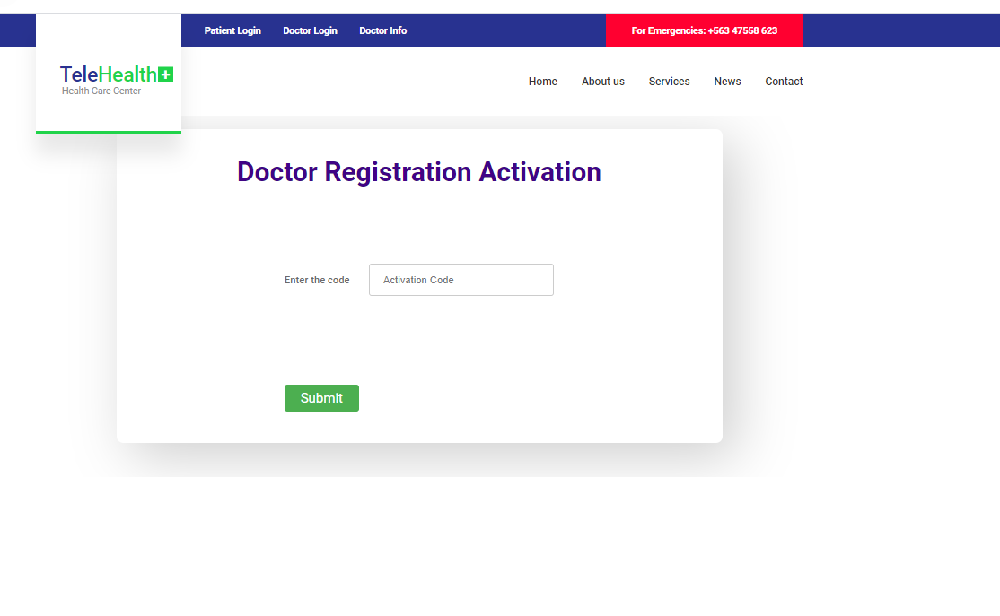 Patient Login Doctor Login Doctor Info For Emergencies: +563 47558 623
TeleHealth+
Health Care Center
Home About us Services News Contact
Doctor Registration Activation
Enter the code Activation Code
Submit